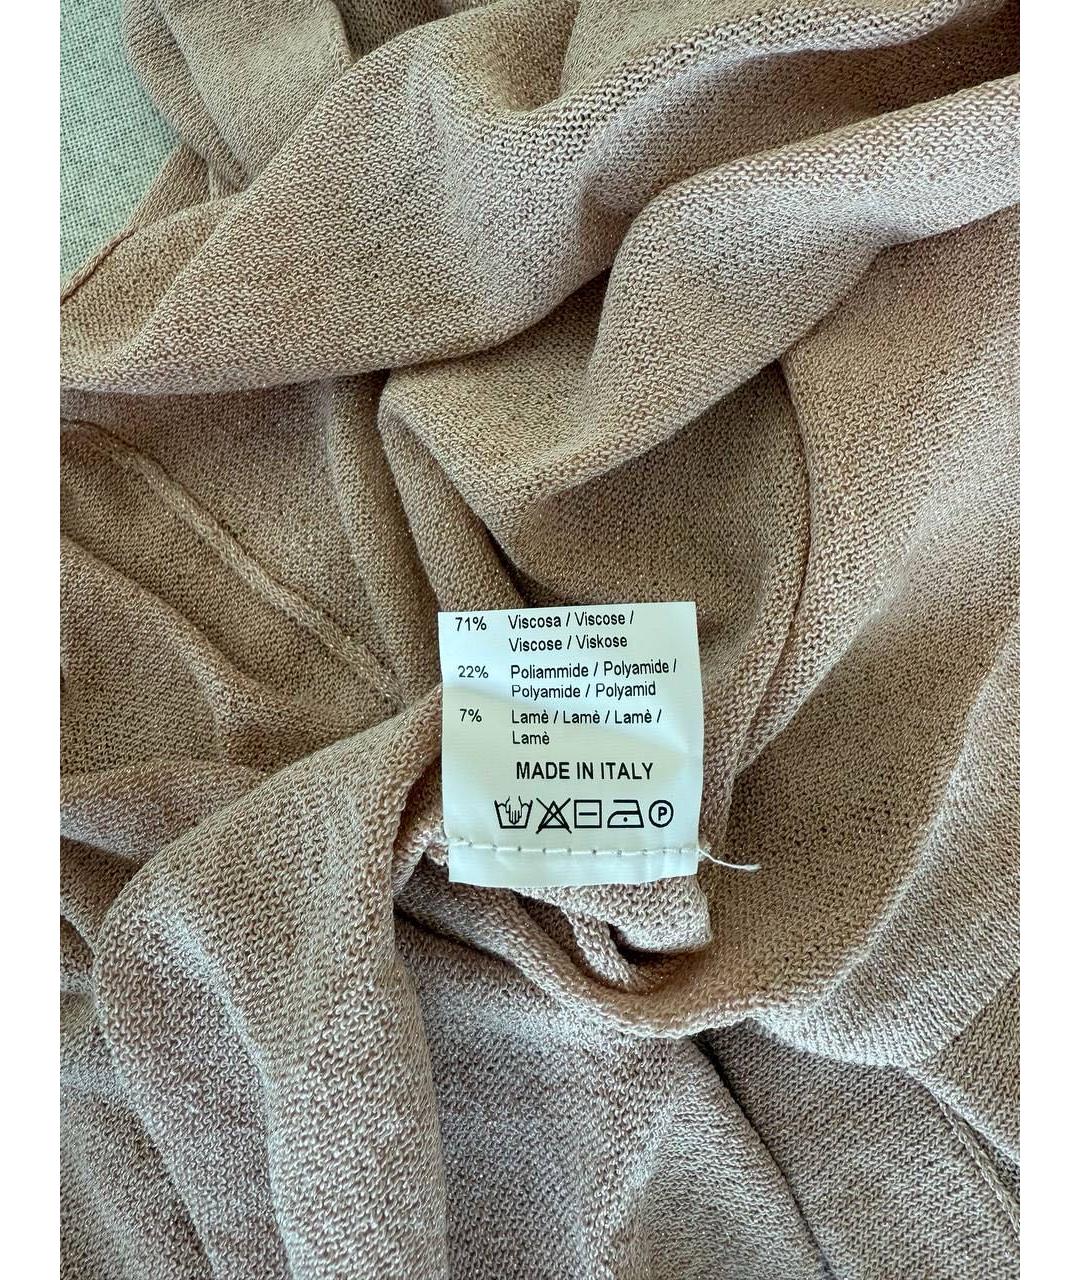 71% Viscosa / Viscose /
Viscose / Viskose
22% Poliammide / Polyamide /
Polyamide / Polyamid
7% Lamè / Lamè / Lamè /
Lamè
MADE IN ITALY
P